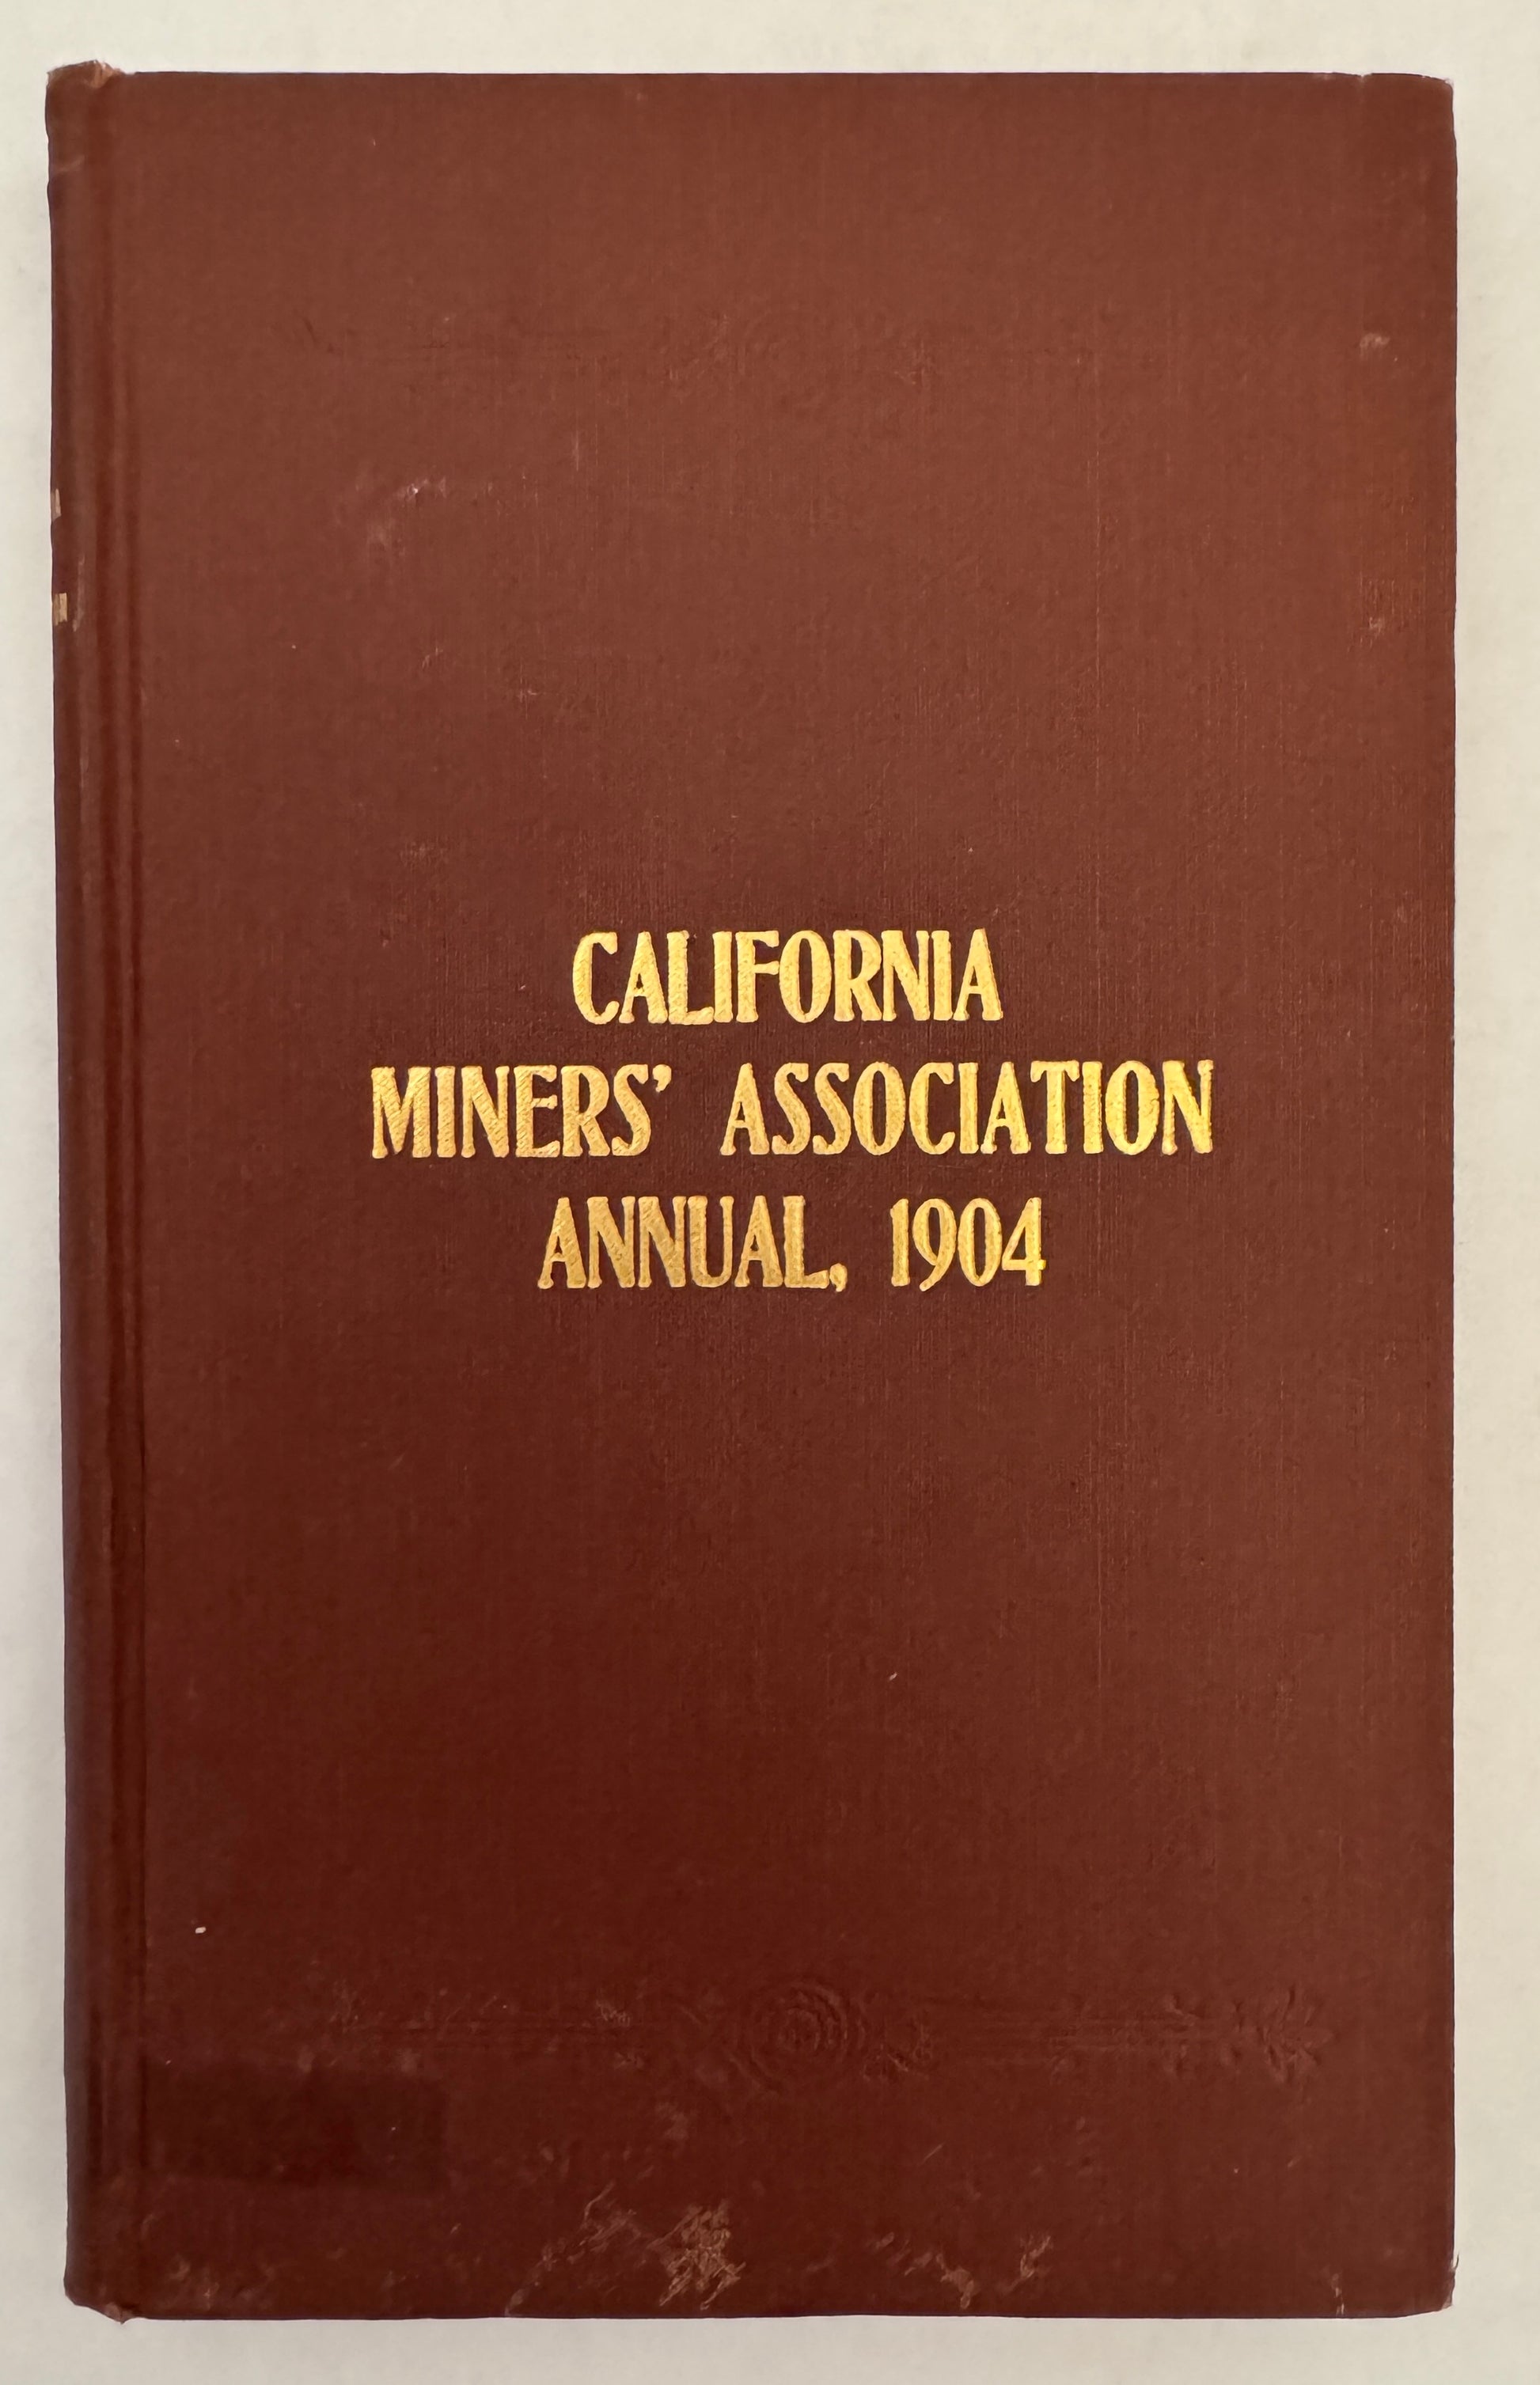 CALIFORNIA
MINERS' ASSOCIATION
ANNUAL, 1904